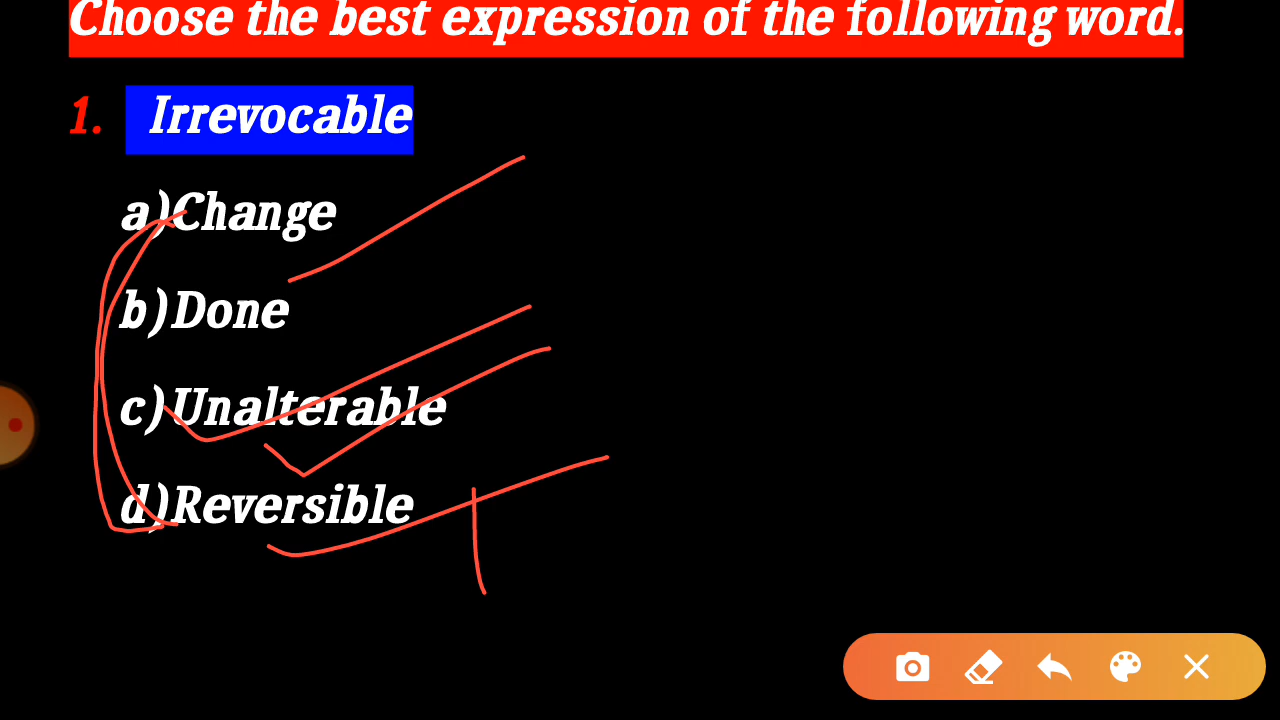 Choose the best expression of the following word.
1. Irrevocable
a)Change
b)Done
c)Unalterable
d)Reversible